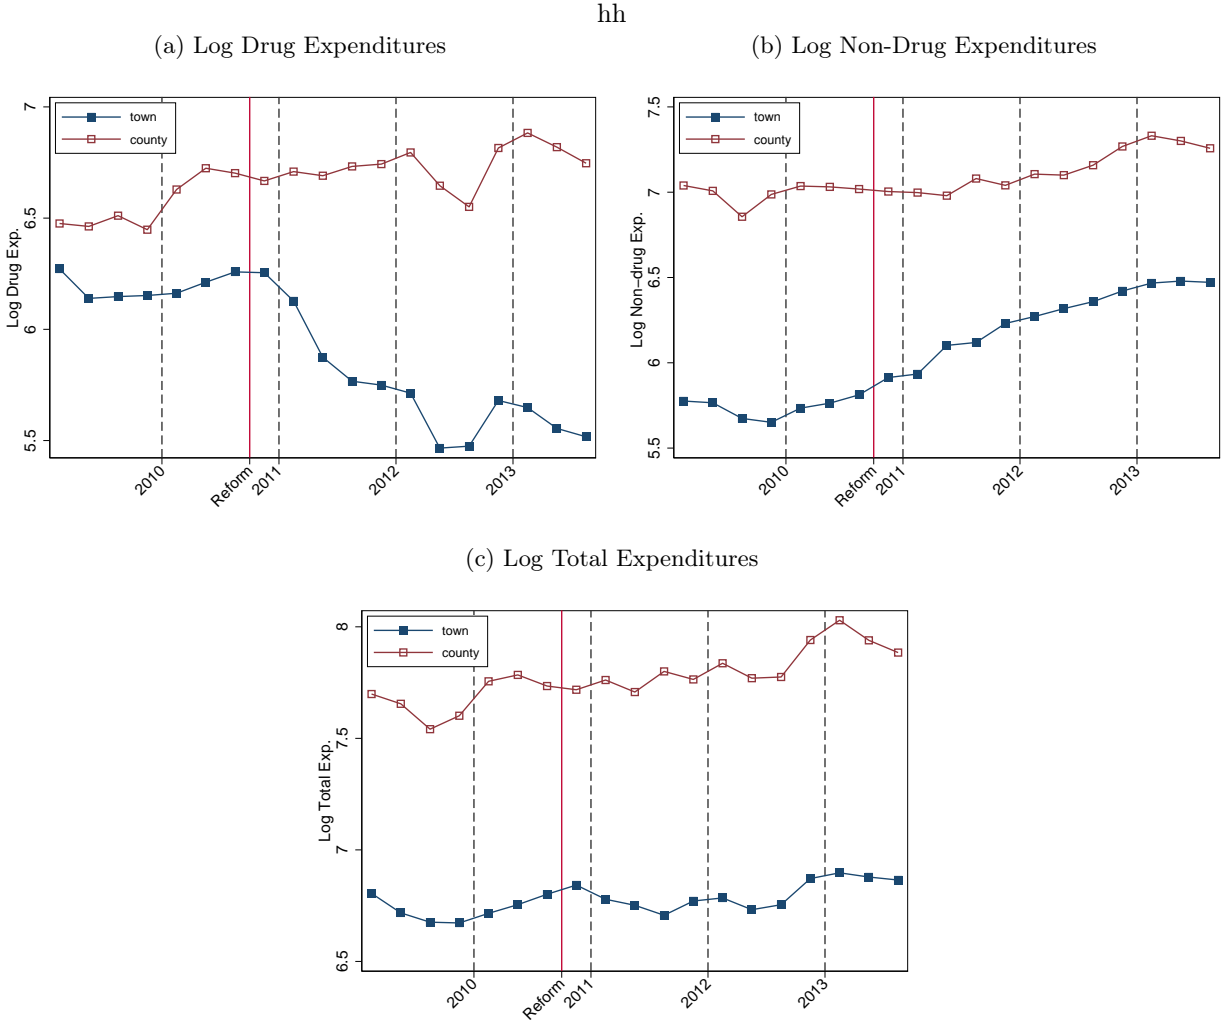 hh
(a) Log Drug Expenditures
(b) Log Non-Drug Expenditures
Log Drug Exp.
7
6.5
6
5.5
town
county
2010
Reform
2011
2012
2013
Log Non-drug Exp.
7.5
7
6.5
6
5.5
town
county
2010
Reform
2011
2012
2013
(c) Log Total Expenditures
Log Total Exp.
8
7.5
7
6.5
town
county
2010
Reform
2011
2012
2013